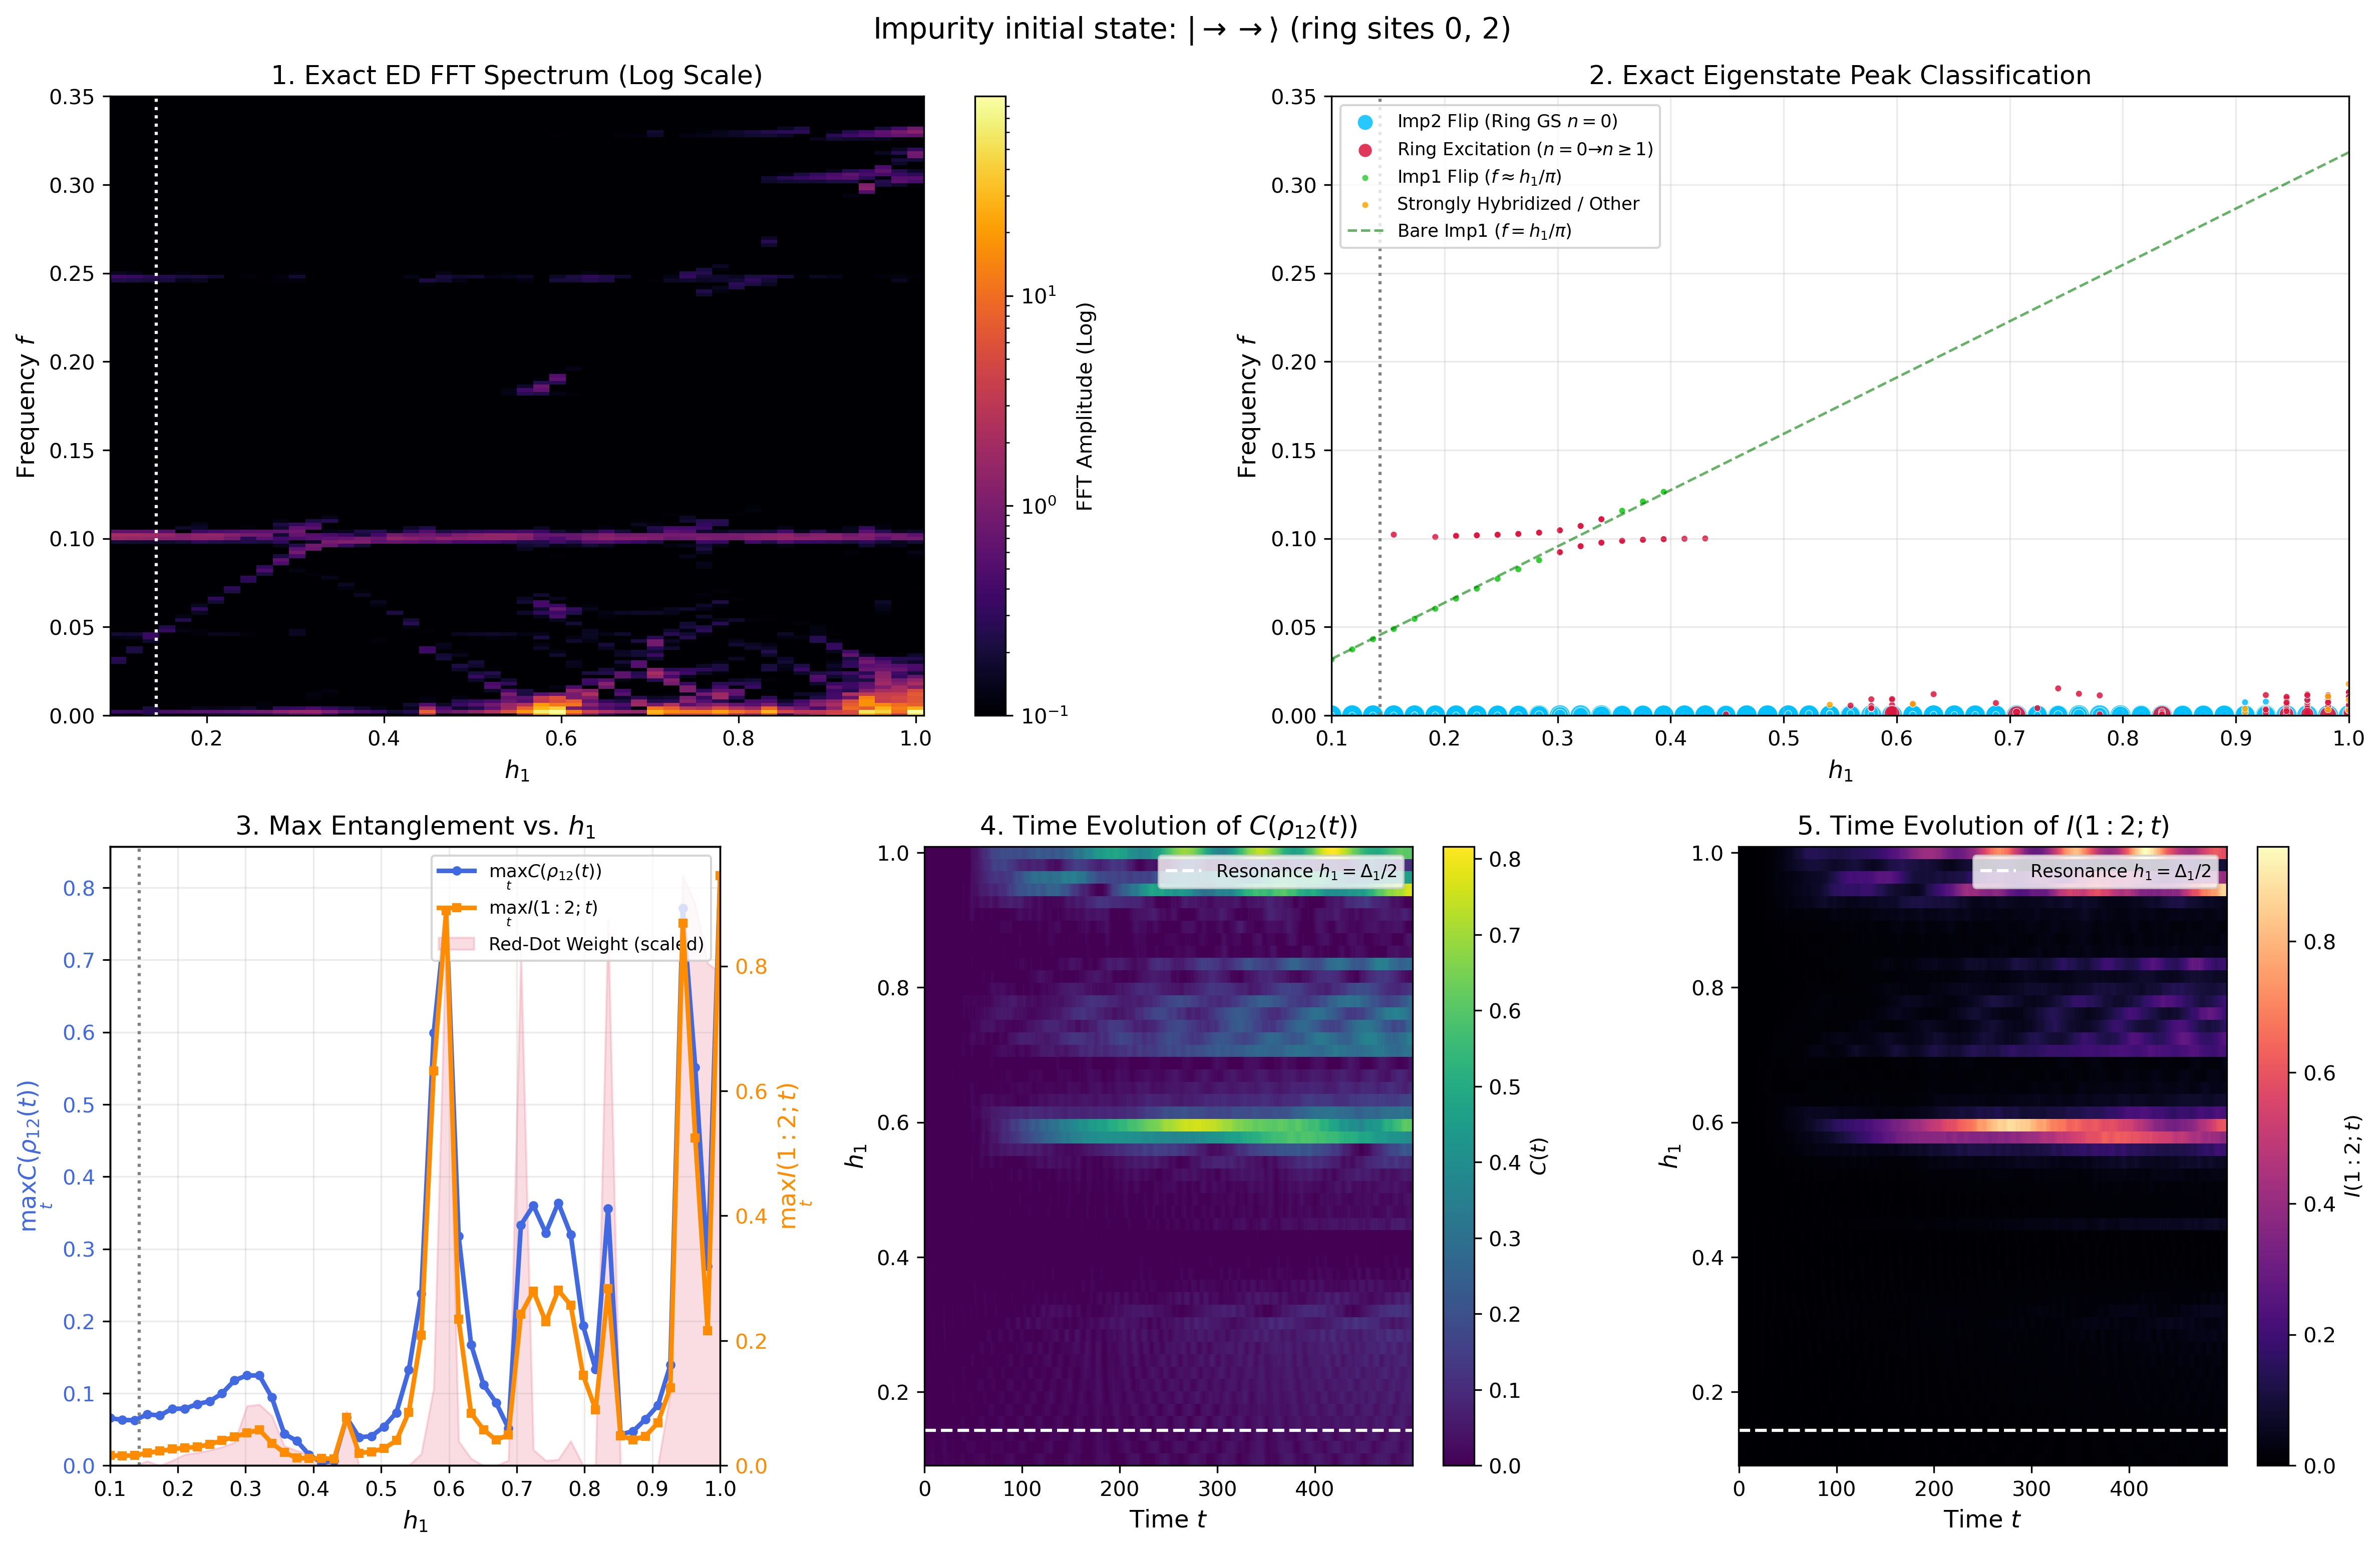 Impurity initial state: |→→⟩ (ring sites 0, 2)
1. Exact ED FFT Spectrum (Log Scale)
0.35
0.30
0.25
0.20
0.15
0.10
0.05
0.00
Frequency f
0.2 0.4 0.6 0.8 1.0
h₁
10¹
10⁰
10⁻¹
FFT Amplitude (Log)
2. Exact Eigenstate Peak Classification
Imp2 Flip (Ring GS n = 0)
Ring Excitation (n = 0→n ≥ 1)
Imp1 Flip (f ≈ h₁/π)
Strongly Hybridized / Other
Bare Imp1 (f = h₁/π)
0.35
0.30
0.25
0.20
0.15
0.10
0.05
0.00
Frequency f
0.1 0.2 0.3 0.4 0.5 0.6 0.7 0.8 0.9 1.0
h₁
3. Max Entanglement vs. h₁
max C(ρ₁₂(t))
t
max I(1 : 2; t)
t
Red-Dot Weight (scaled)
0.8
0.7
0.6
0.5
0.4
0.3
0.2
0.1
0.0
max C(ρ₁₂(t))
t
0.8
0.6
0.4
0.2
0.0
max I(1 : 2; t)
t
0.1 0.2 0.3 0.4 0.5 0.6 0.7 0.8 0.9 1.0
h₁
4. Time Evolution of C(ρ₁₂(t))
Resonance h₁ = Δ₁/2
1.0
0.8
0.6
0.4
0.2
h₁
0 100 200 300 400
Time t
0.8
0.7
0.6
0.5
0.4
0.3
0.2
0.1
0.0
C(t)
5. Time Evolution of I(1 : 2; t)
Resonance h₁ = Δ₁/2
1.0
0.8
0.6
0.4
0.2
h₁
0 100 200 300 400
Time t
0.8
0.6
0.4
0.2
0.0
I(1 : 2; t)